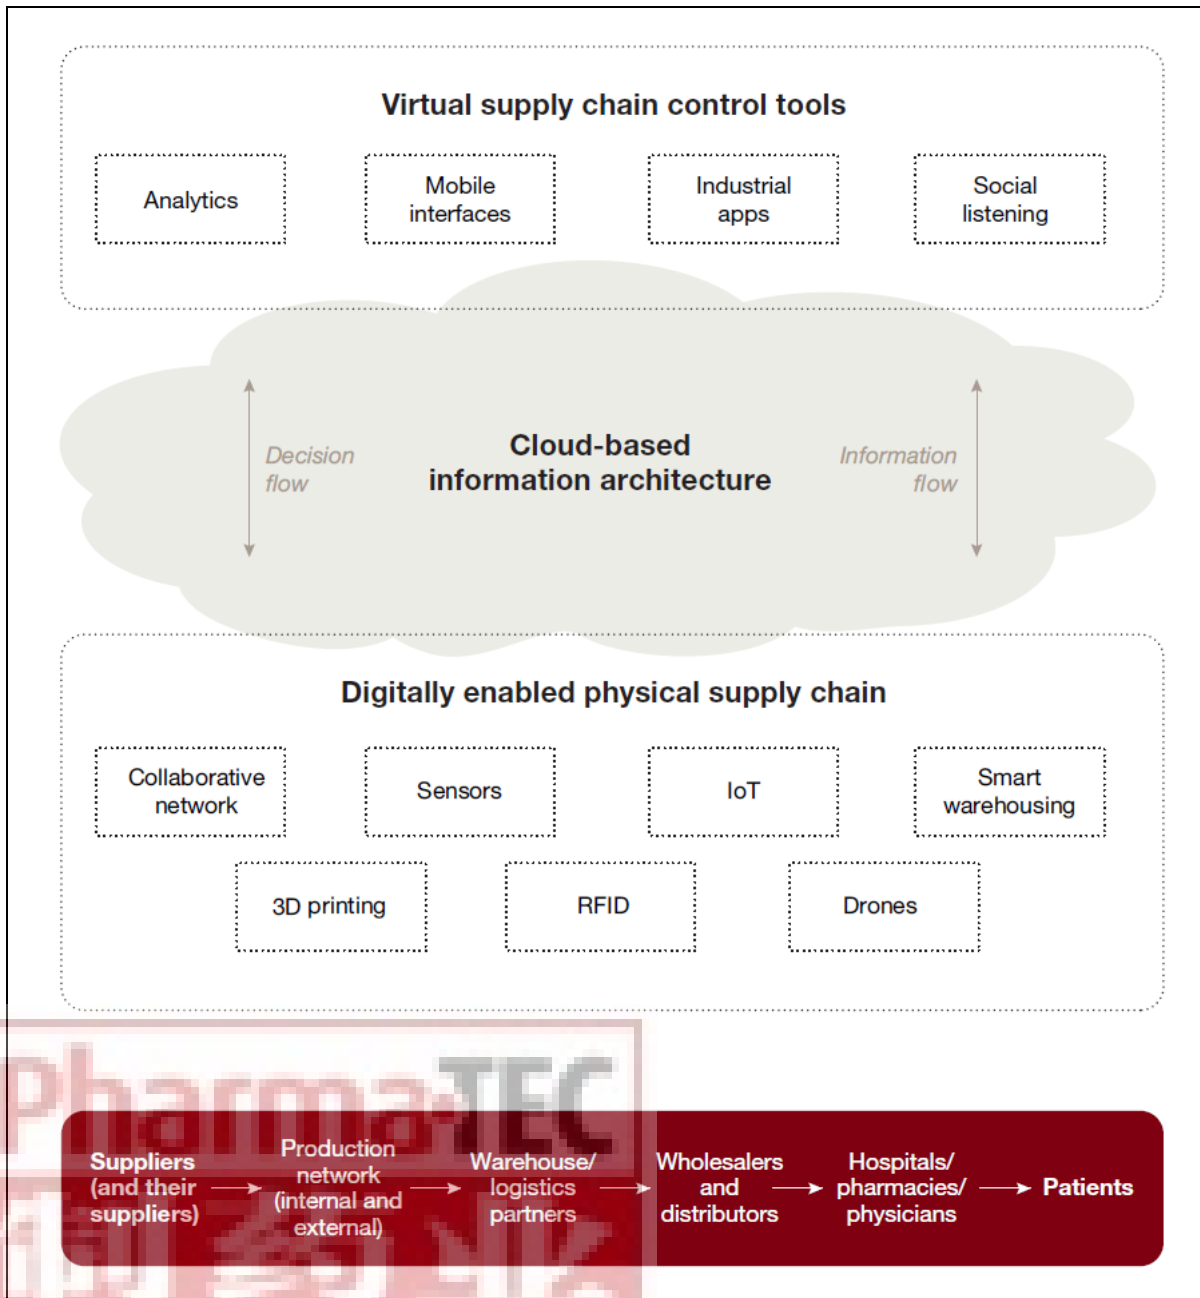 Virtual supply chain control tools
Analytics
Mobile
interfaces
Industrial
apps
Social
listening
Decision
flow
Cloud-based
information architecture
Information
flow
Digitally enabled physical supply chain
Collaborative
network
Sensors
IoT
Smart
warehousing
3D printing
RFID
Drones
Pharma TEC
Suppliers
(and their
suppliers)
Production
network
(internal and
external)
Warehouse/
logistics
partners
Wholesalers
and
distributors
Hospitals/
pharmacies/
physicians
Patients